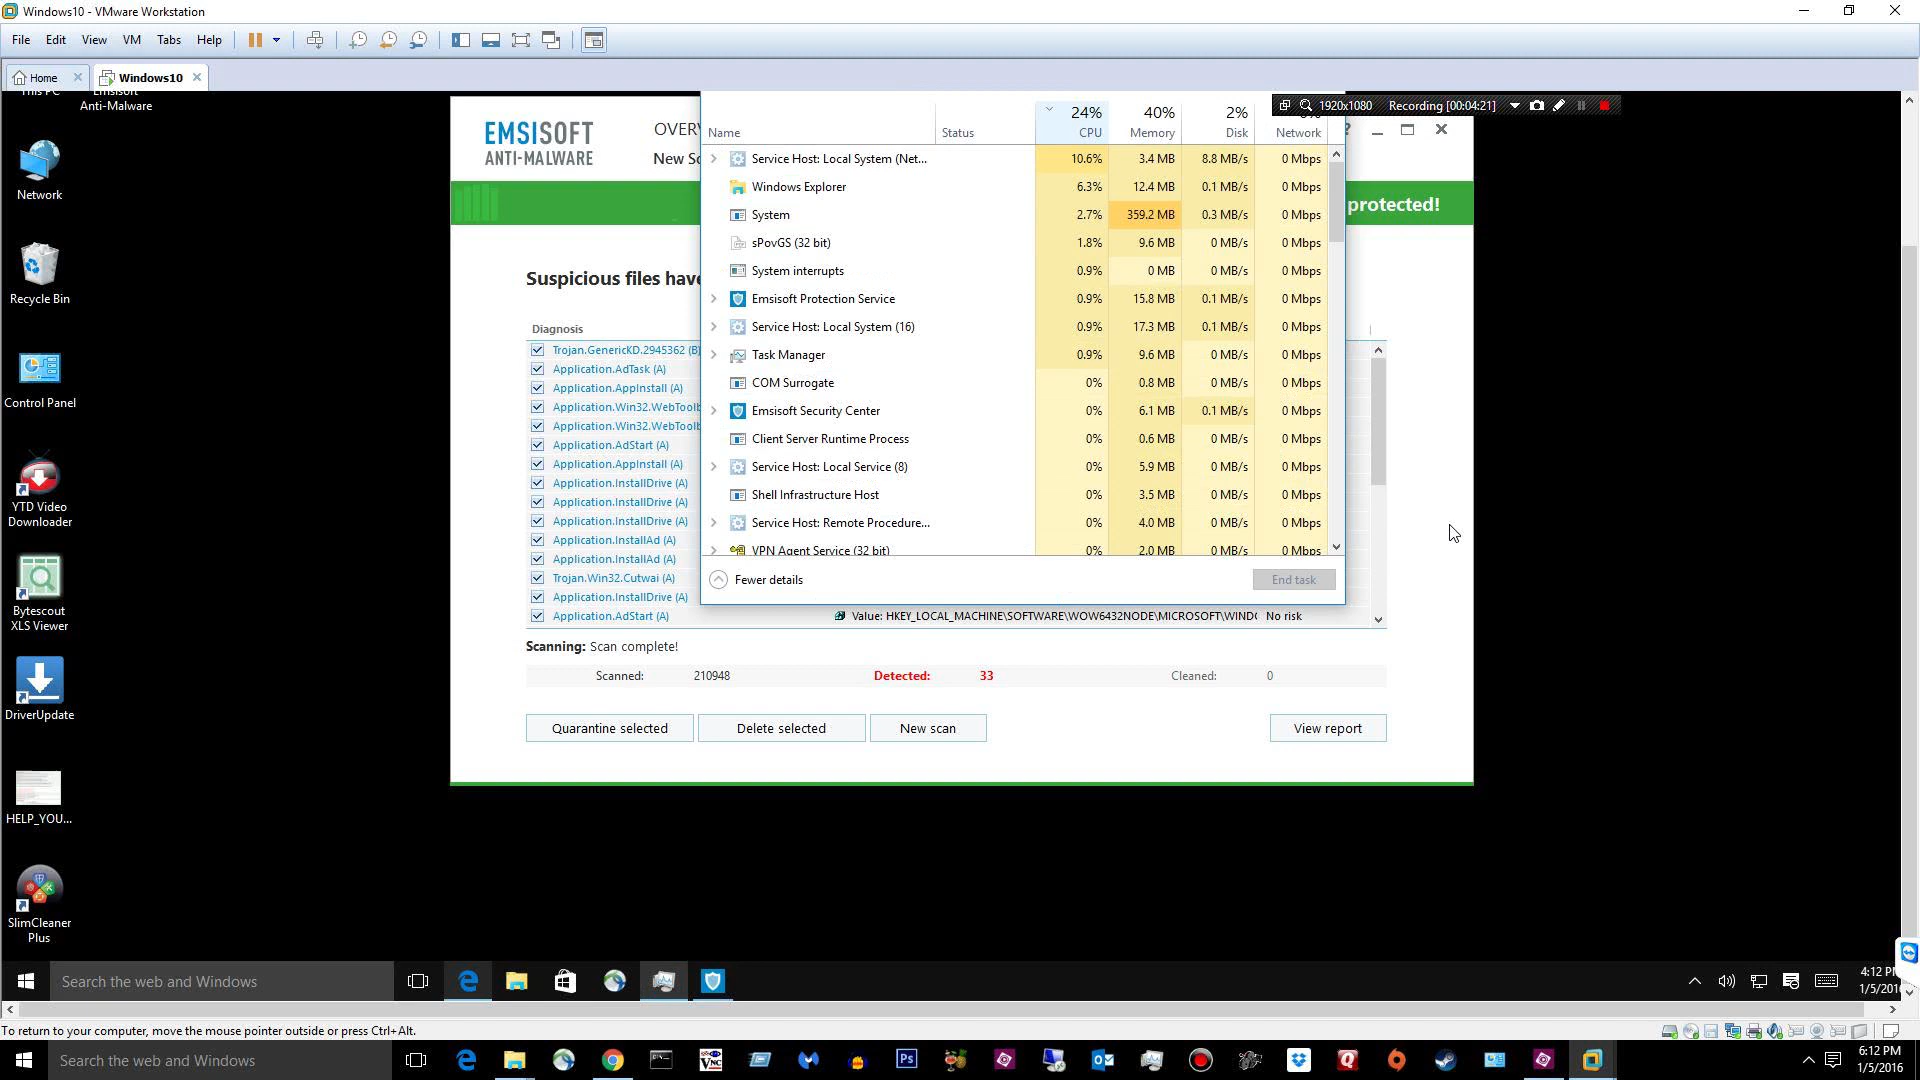 Windows10 - VMware Workstation
File Edit View VM Tabs Help
Home
Windows10
This PC
Emsisoft
Anti-Malware
Network
Recycle Bin
Control Panel
YTD Video
Downloader
Bytescout
XLS Viewer
DriverUpdate
HELP_YOU...
SlimCleaner
Plus
1920x1080 Recording [00:04:21]
EMSISOFT
ANTI-MALWARE
OVERV
New Sc
protected!
Suspicious files have
Diagnosis
Trojan.GenericKD.2945362 (B)
Application.AdTask (A)
Application.AppInstall (A)
Application.Win32.WebToolb
Application.Win32.WebToolb
Application.AdStart (A)
Application.AppInstall (A)
Application.InstallDrive (A)
Application.InstallDrive (A)
Application.InstallDrive (A)
Application.InstallAd (A)
Application.InstallAd (A)
Trojan.Win32.Cutwai (A)
Application.InstallDrive (A)
Application.AdStart (A) Value: HKEY_LOCAL_MACHINE\SOFTWARE\WOW6432NODE\MICROSOFT\WIND No risk
24% 40% 2%
Name Status CPU Memory Disk Network
Service Host: Local System (Net... 10.6% 3.4 MB 8.8 MB/s 0 Mbps
Windows Explorer 6.3% 12.4 MB 0.1 MB/s 0 Mbps
System 2.7% 359.2 MB 0.3 MB/s 0 Mbps
sPovGS (32 bit) 1.8% 9.6 MB 0 MB/s 0 Mbps
System interrupts 0.9% 0 MB 0 MB/s 0 Mbps
Emsisoft Protection Service 0.9% 15.8 MB 0.1 MB/s 0 Mbps
Service Host: Local System (16) 0.9% 17.3 MB 0.1 MB/s 0 Mbps
Task Manager 0.9% 9.6 MB 0 MB/s 0 Mbps
COM Surrogate 0% 0.8 MB 0 MB/s 0 Mbps
Emsisoft Security Center 0% 6.1 MB 0.1 MB/s 0 Mbps
Client Server Runtime Process 0% 0.6 MB 0 MB/s 0 Mbps
Service Host: Local Service (8) 0% 5.9 MB 0 MB/s 0 Mbps
Shell Infrastructure Host 0% 3.5 MB 0 MB/s 0 Mbps
Service Host: Remote Procedure... 0% 4.0 MB 0 MB/s 0 Mbps
VPN Agent Service (32 bit) 0% 2.0 MB 0 MB/s 0 Mbps
Fewer details End task
Scanning: Scan complete!
Scanned: 210948 Detected: 33 Cleaned: 0
Quarantine selected Delete selected New scan View report
Search the web and Windows
4:12 PM
1/5/2016
To return to your computer, move the mouse pointer outside or press Ctrl+Alt.
Search the web and Windows
Ps
6:12 PM
1/5/2016